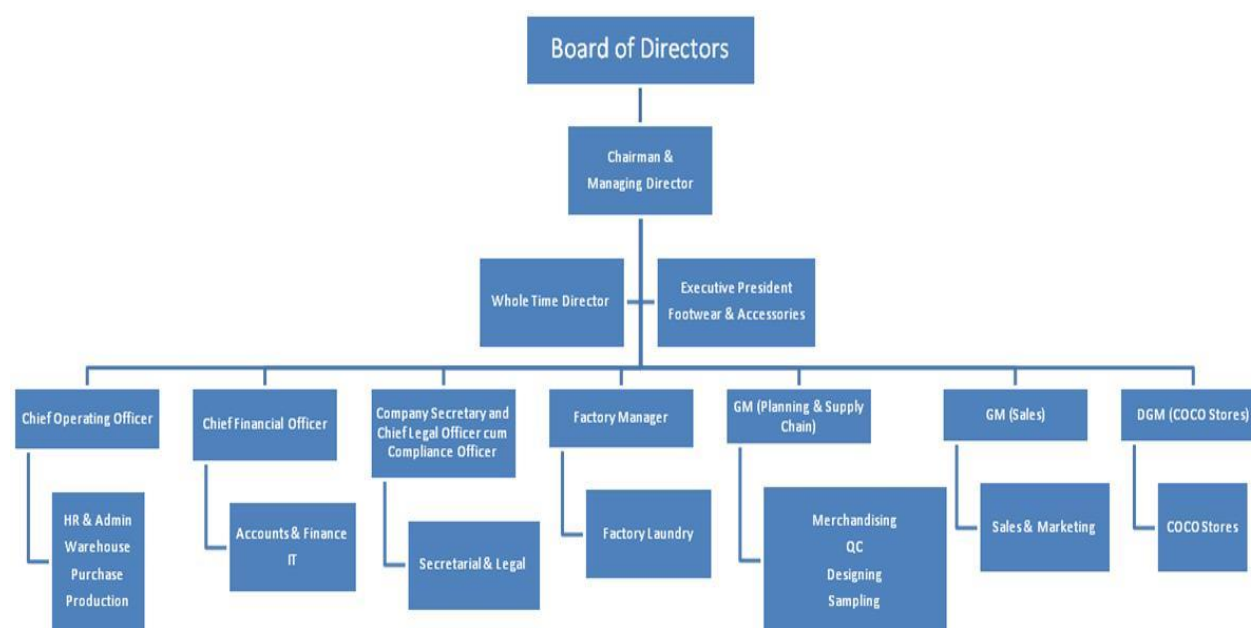 Board of Directors
Chairman &
Managing Director
Whole Time Director
Executive President
Footwear & Accessories
Chief Operating Officer
Chief Financial Officer
Company Secretary and
Chief Legal Officer cum
Compliance Officer
Factory Manager
GM (Planning & Supply
Chain)
GM (Sales)
DGM (COCO Stores)
HR & Admin
Warehouse
Purchase
Production
Accounts & Finance
IT
Secretarial & Legal
Factory Laundry
Merchandising
QC
Designing
Sampling
Sales & Marketing
COCO Stores